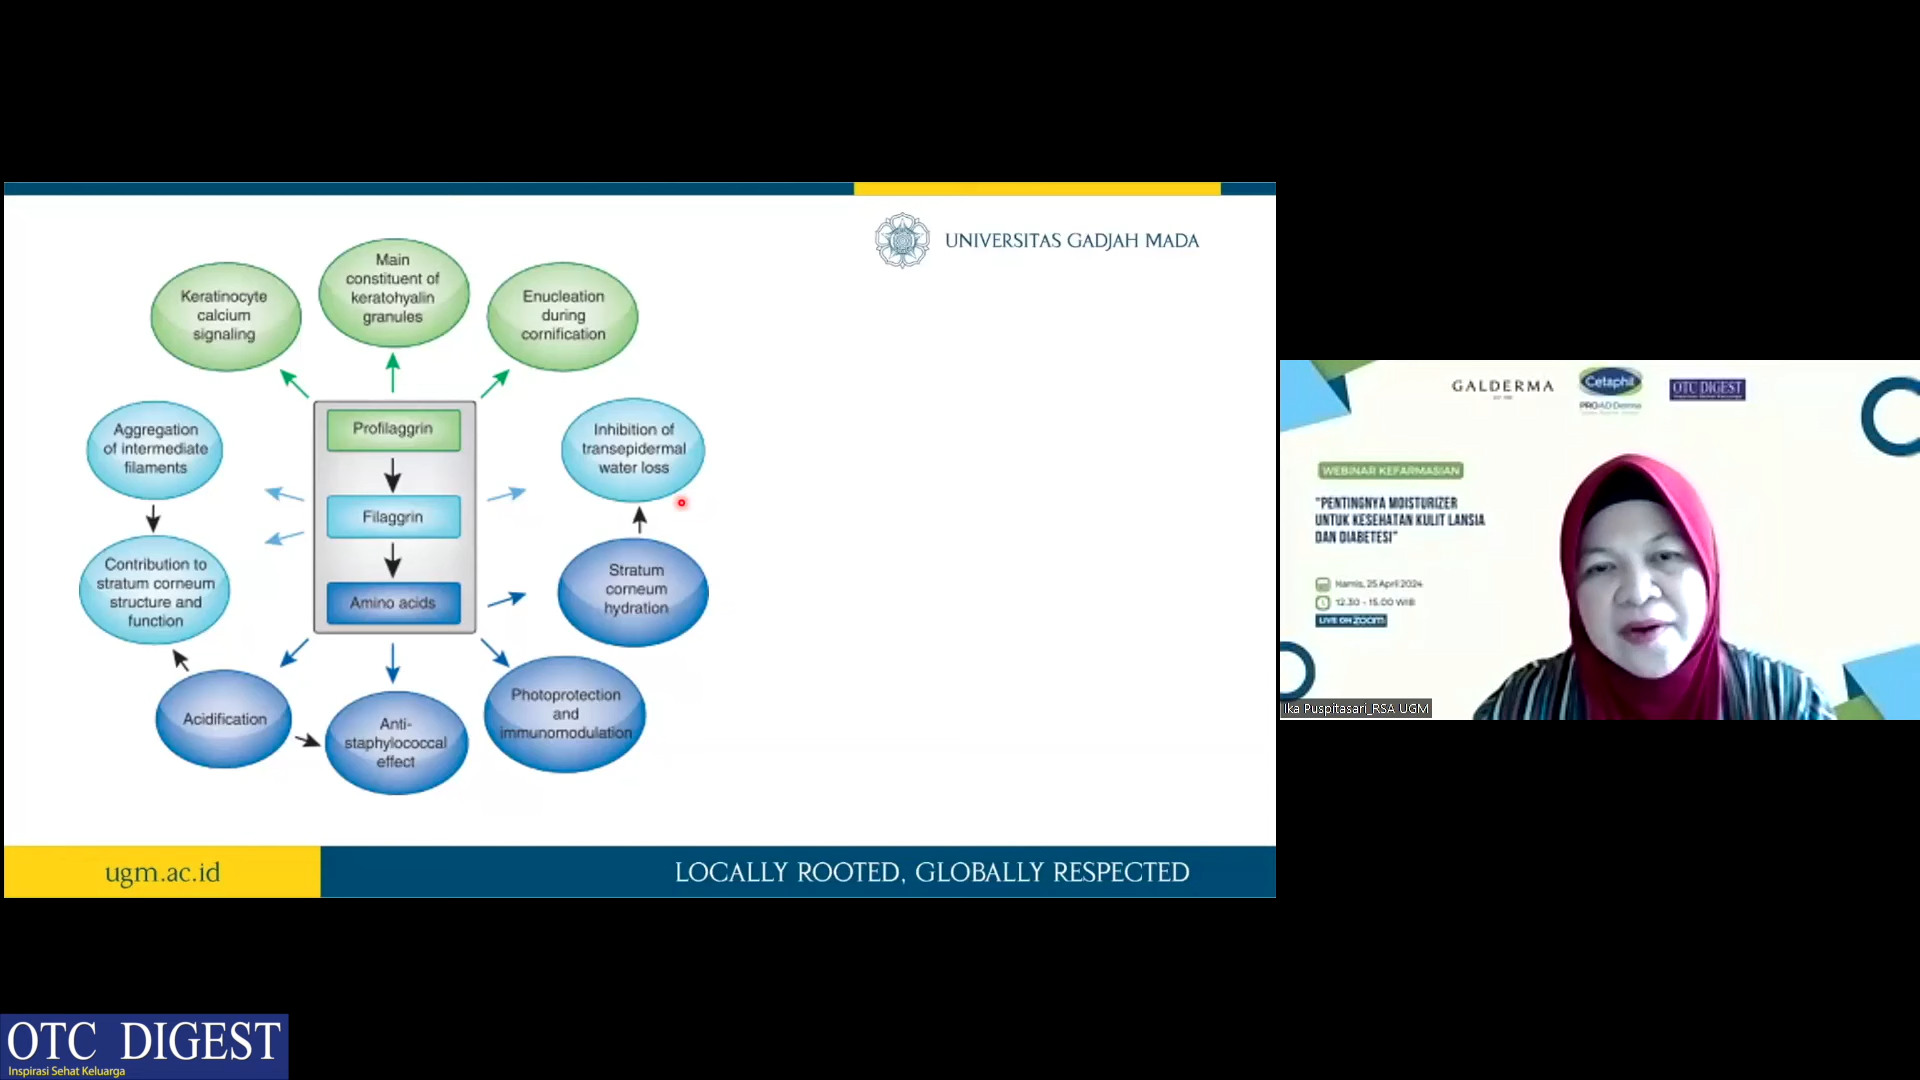 UNIVERSITAS GADJAH MADA
Keratinocyte
calcium
signaling
Main
constituent of
keratohyalin
granules
Enucleation
during
cornification
Aggregation
of intermediate
filaments
Profilaggrin
Filaggrin
Amino acids
Inhibition of
transepidermal
water loss
Contribution to
stratum corneum
structure and
function
Stratum
corneum
hydration
Acidification
Anti-
staphylococcal
effect
Photoprotection
and
immunomodulation
ugm.ac.id
LOCALLY ROOTED, GLOBALLY RESPECTED
GALDERMA
Cetaphil
PRO AD Derma
OTC DIGEST
WEBINAR KEFARMASIAN
"PENTINGNYA MOISTURIZER
UNTUK KESEHATAN KULIT LANSIA
DAN DIABETESI"
Kamis, 25 April 2024
12.30 - 15.00 WIB
LIVE ON zoom
Ika Puspitasari_RSA UGM
OTC DIGEST
Inspirasi Sehat Keluarga